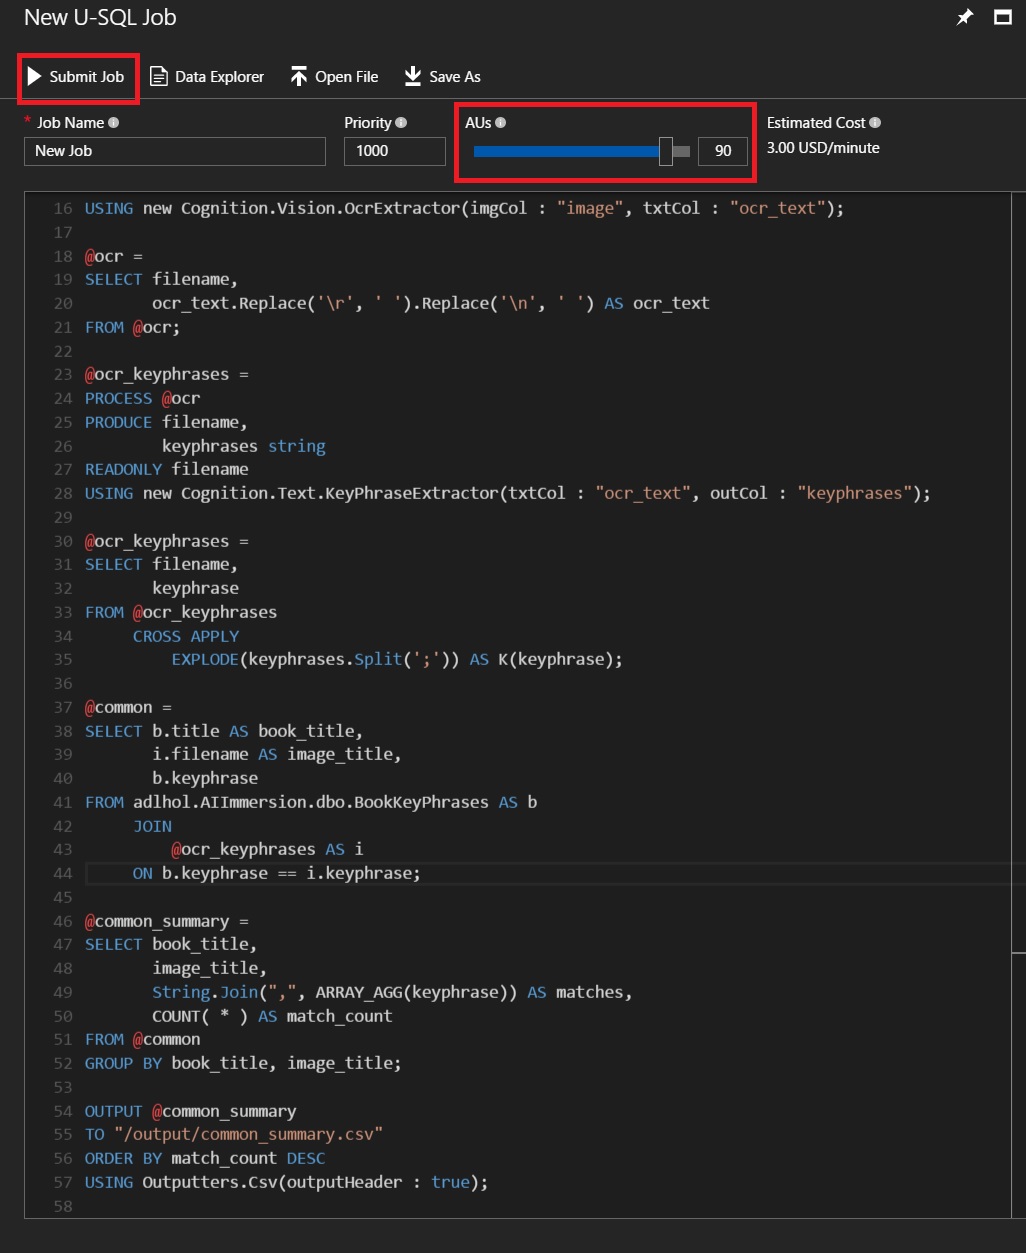 New U-SQL Job
Submit Job Data Explorer Open File Save As
* Job Name Priority AUs Estimated Cost
New Job 1000 90 3.00 USD/minute
16 USING new Cognition.Vision.OcrExtractor(imgCol : "image", txtCol : "ocr_text");
17
18 @ocr =
19 SELECT filename,
20 ocr_text.Replace('\r', ' ').Replace('\n', ' ') AS ocr_text
21 FROM @ocr;
22
23 @ocr_keyphrases =
24 PROCESS @ocr
25 PRODUCE filename,
26 keyphrases string
27 READONLY filename
28 USING new Cognition.Text.KeyPhraseExtractor(txtCol : "ocr_text", outCol : "keyphrases");
29
30 @ocr_keyphrases =
31 SELECT filename,
32 keyphrase
33 FROM @ocr_keyphrases
34 CROSS APPLY
35 EXPLODE(keyphrases.Split(';')) AS K(keyphrase);
36
37 @common =
38 SELECT b.title AS book_title,
39 i.filename AS image_title,
40 b.keyphrase
41 FROM adlhol.AIImmersion.dbo.BookKeyPhrases AS b
42 JOIN
43 @ocr_keyphrases AS i
44 ON b.keyphrase == i.keyphrase;
45
46 @common_summary =
47 SELECT book_title,
48 image_title,
49 String.Join(",", ARRAY_AGG(keyphrase)) AS matches,
50 COUNT( * ) AS match_count
51 FROM @common
52 GROUP BY book_title, image_title;
53
54 OUTPUT @common_summary
55 TO "/output/common_summary.csv"
56 ORDER BY match_count DESC
57 USING Outputters.Csv(outputHeader : true);
58